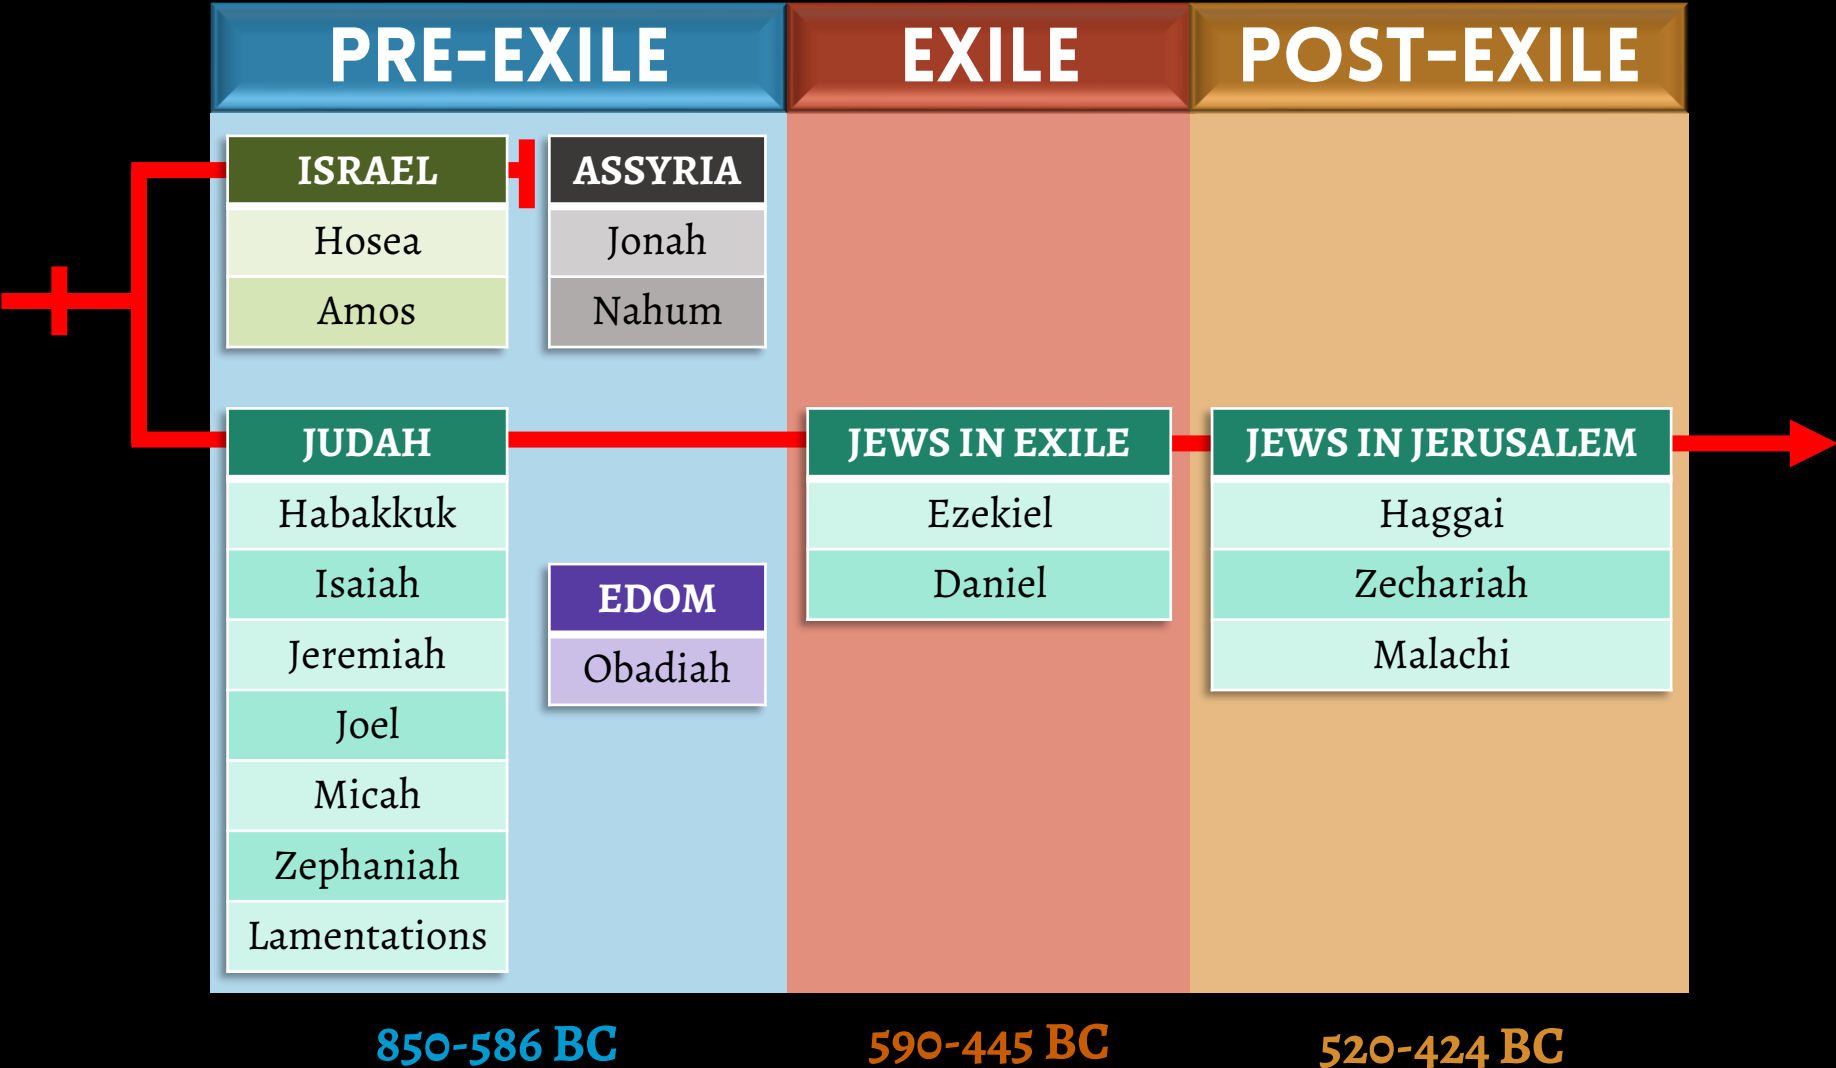 PRE-EXILE
EXILE
POST-EXILE
ISRAEL
Hosea
Amos
ASSYRIA
Jonah
Nahum
JUDAH
Habakkuk
Isaiah
Jeremiah
Joel
Micah
Zephaniah
Lamentations
EDOM
Obadiah
JEWS IN EXILE
Ezekiel
Daniel
JEWS IN JERUSALEM
Haggai
Zechariah
Malachi
850-586 BC
590-445 BC
520-424 BC